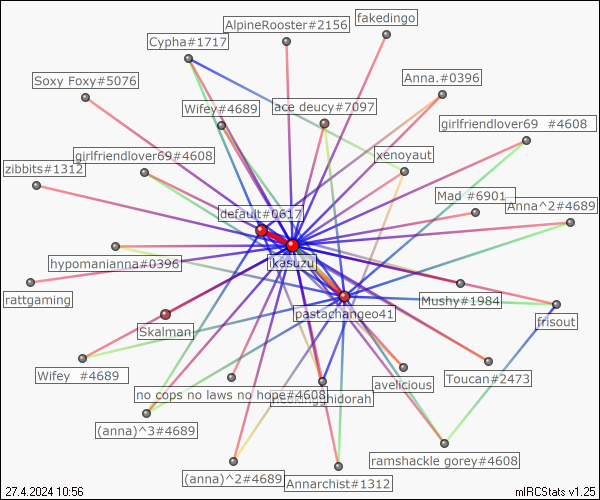 AlpineRooster#2156
fakedingo
Cypha#1717
Soxy Foxy#5076
Anna.#0396
Wifey#4689
ace deucy#7097
girlfriendlover69 #4608
girlfriendlover69#4608
xenoyaut
zibbits#1312
Mad #6901
default#0617
Anna^2#4689
ikasuzu
hypomanianna#0396
rattgaming
Mushy#1984
pastachangeo41
frisout
Skalman
Wifey #4689
Toucan#2473
avelicious
no cops no laws no hope#4608
(anna)^3#4689
ramshackle gorey#4608
(anna)^2#4689
Annarchist#1312
27.4.2024 10:56
mIRCStats v1.25